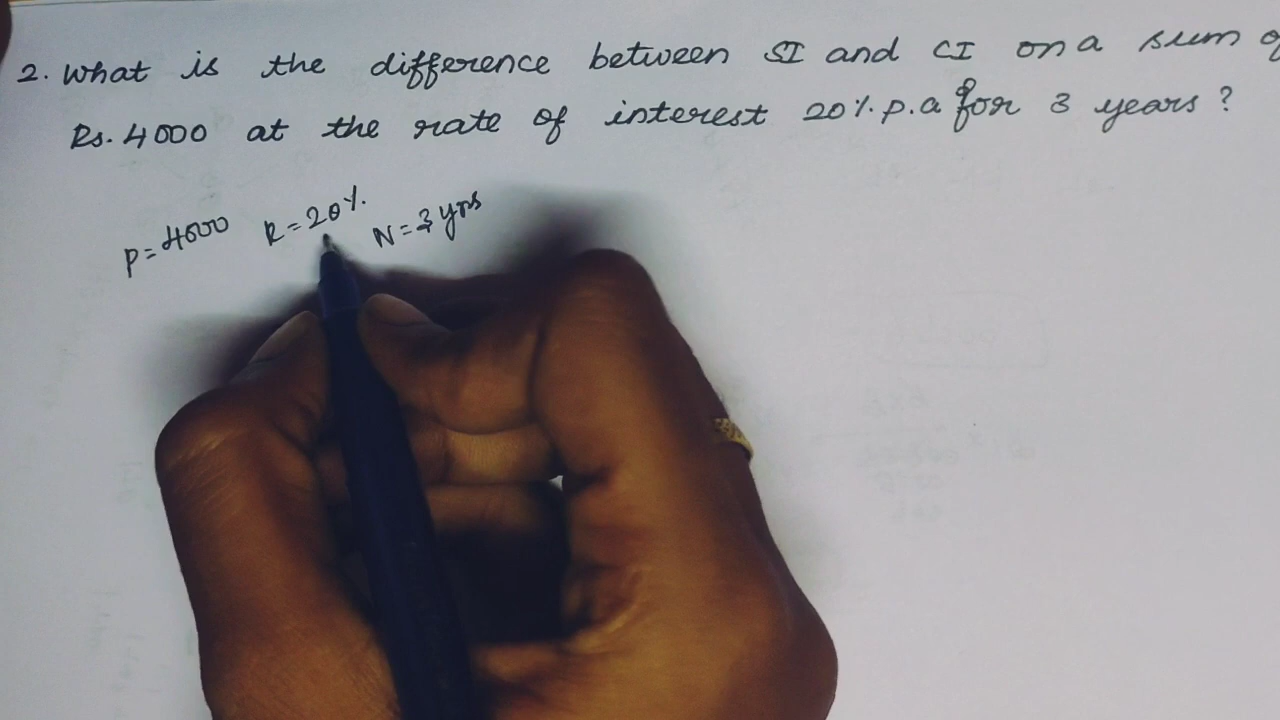 2. What is the difference between SI and CI on a sum of
Rs. 4000 at the rate of interest 20%. p.a for 3 years?
P=4000 R=20% N=3 yrs